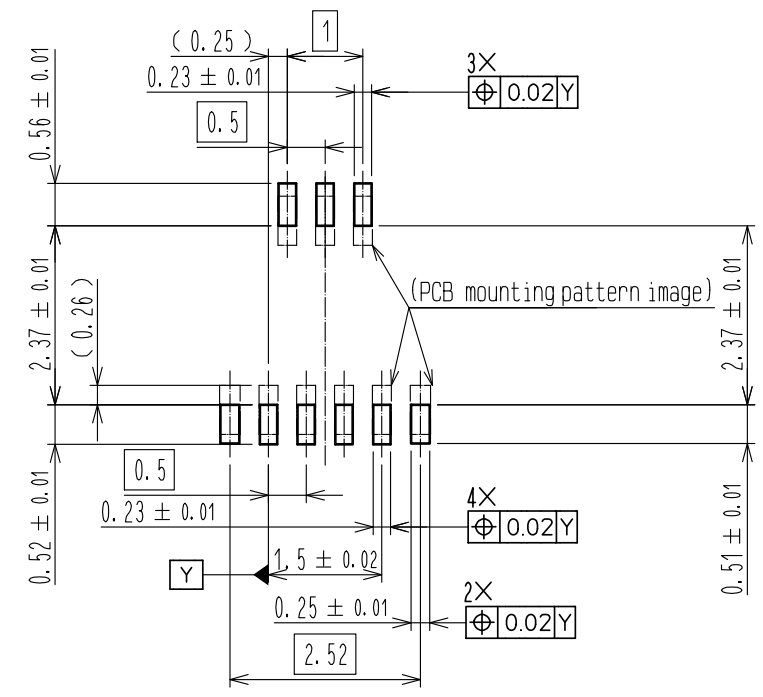 1
( 0.25 )
3X
0.23 ± 0.01
⌖ 0.02 Y
0.56 ± 0.01
0.5
(PCB mounting pattern image)
2.37 ± 0.01
( 0.26 )
2.37 ± 0.01
0.5
0.23 ± 0.01
4X
⌖ 0.02 Y
0.52 ± 0.01
0.51 ± 0.01
1.5 ± 0.02
Y
2X
0.25 ± 0.01
⌖ 0.02 Y
2.52